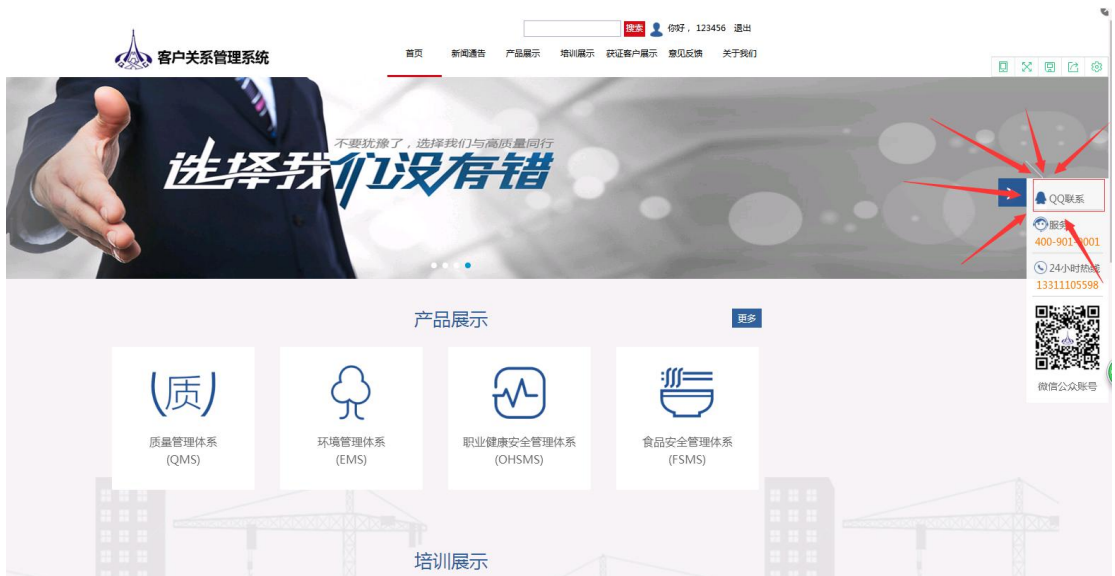 搜索 你好，123456 退出
客户关系管理系统
首页 新闻通告 产品展示 培训展示 获证客户展示 意见反馈 关于我们
不要犹豫了，选择我们与高质量同行
选择我们没有错
QQ联系
服务
24小时热线
13311105598
微信公众账号
产品展示
更多
质
质量管理体系
(QMS)
环境管理体系
(EMS)
职业健康安全管理体系
(OHSMS)
食品安全管理体系
(FSMS)
培训展示